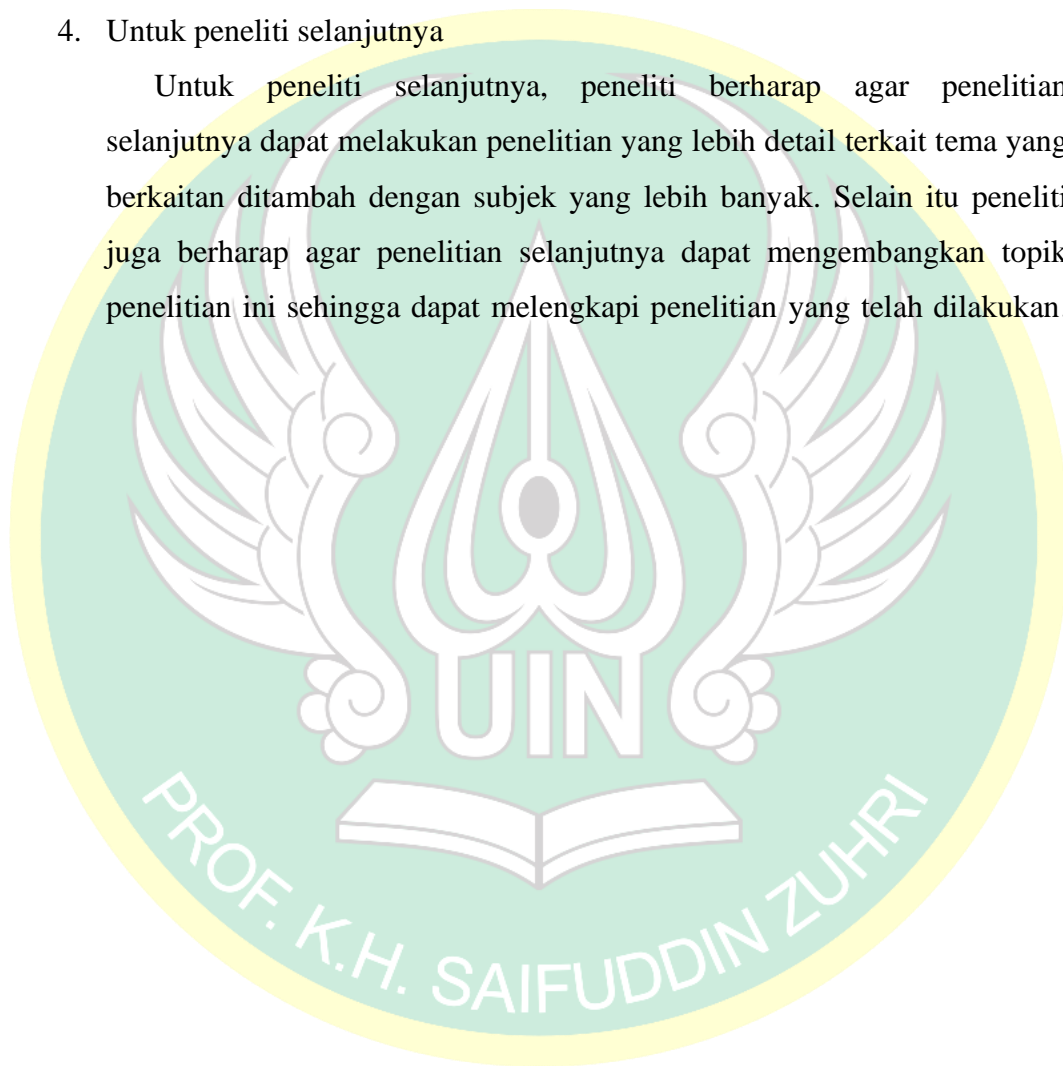 4. Untuk peneliti selanjutnya
Untuk peneliti selanjutnya, peneliti berharap agar penelitian
selanjutnya dapat melakukan penelitian yang lebih detail terkait tema yang
berkaitan ditambah dengan subjek yang lebih banyak. Selain itu peneliti
juga berharap agar penelitian selanjutnya dapat mengembangkan topik
penelitian ini sehingga dapat melengkapi penelitian yang telah dilakukan.
UIN
PROF. K.H. SAIFUDDIN ZUHRI